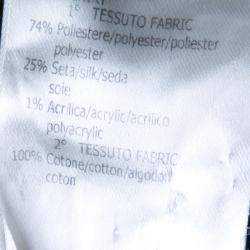 1° TESSUTO FABRIC
74% Poliestere/polyester/poliester
polyester
25% Seta/silk/seda
soie
1% Acrilica/acrylic/acrilico
polyacrylic
2° TESSUTO FABRIC
100% Cotone/cotton/algodon
coton